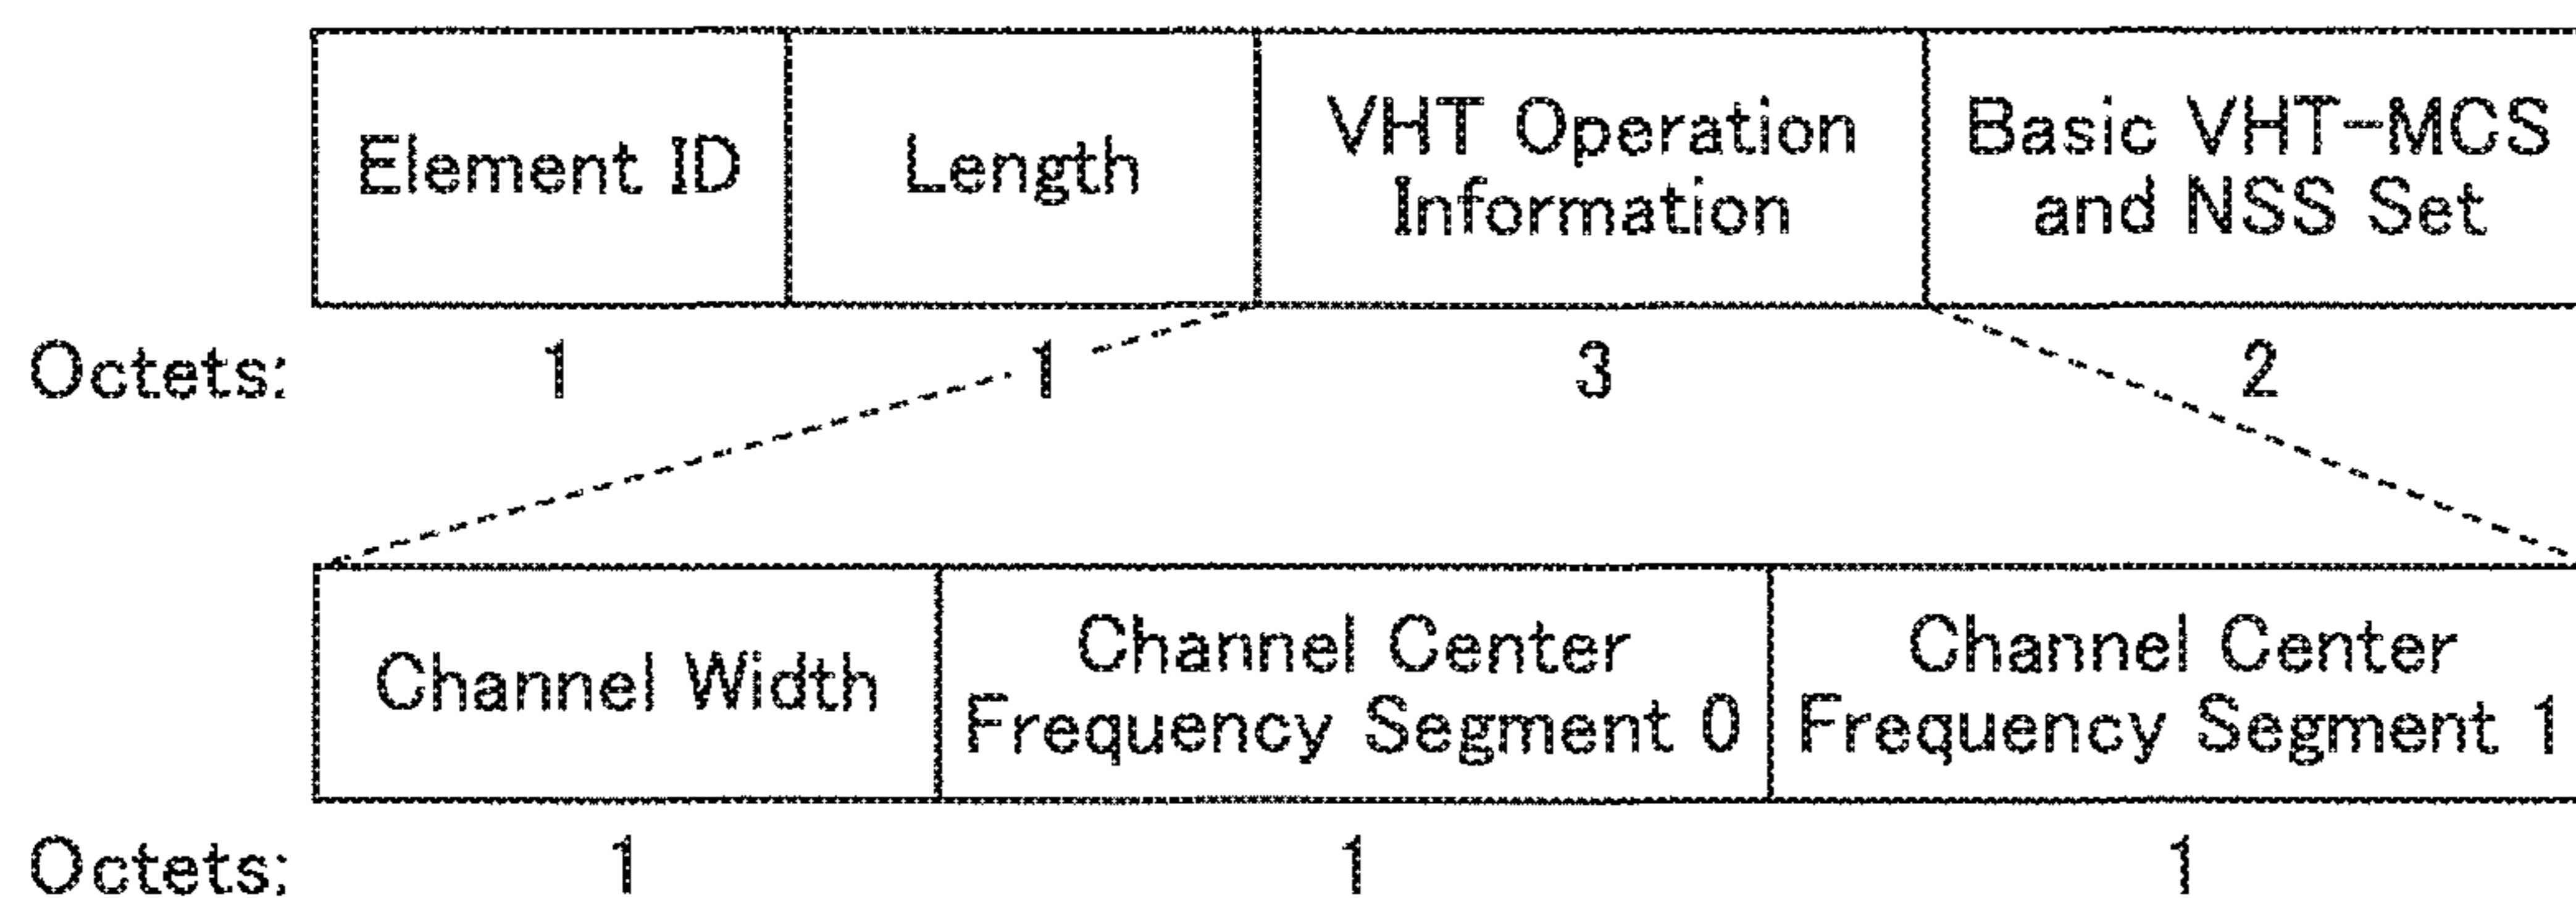 Element ID
Length
VHT Operation
Information
Basic VHT-MCS
and NSS Set
Octets: 1 1 3 2
Channel Width
Channel Center
Frequency Segment 0
Channel Center
Frequency Segment 1
Octets: 1 1 1